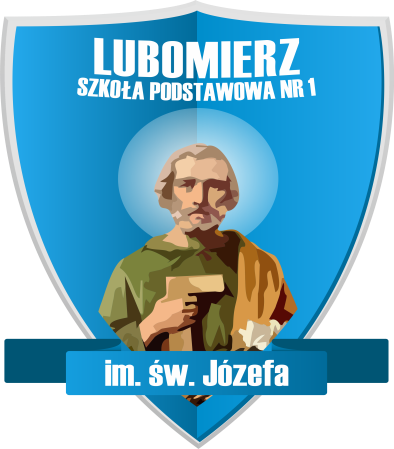 LUBOMIERZ
SZKOŁA PODSTAWOWA NR 1
im. św. Józefa